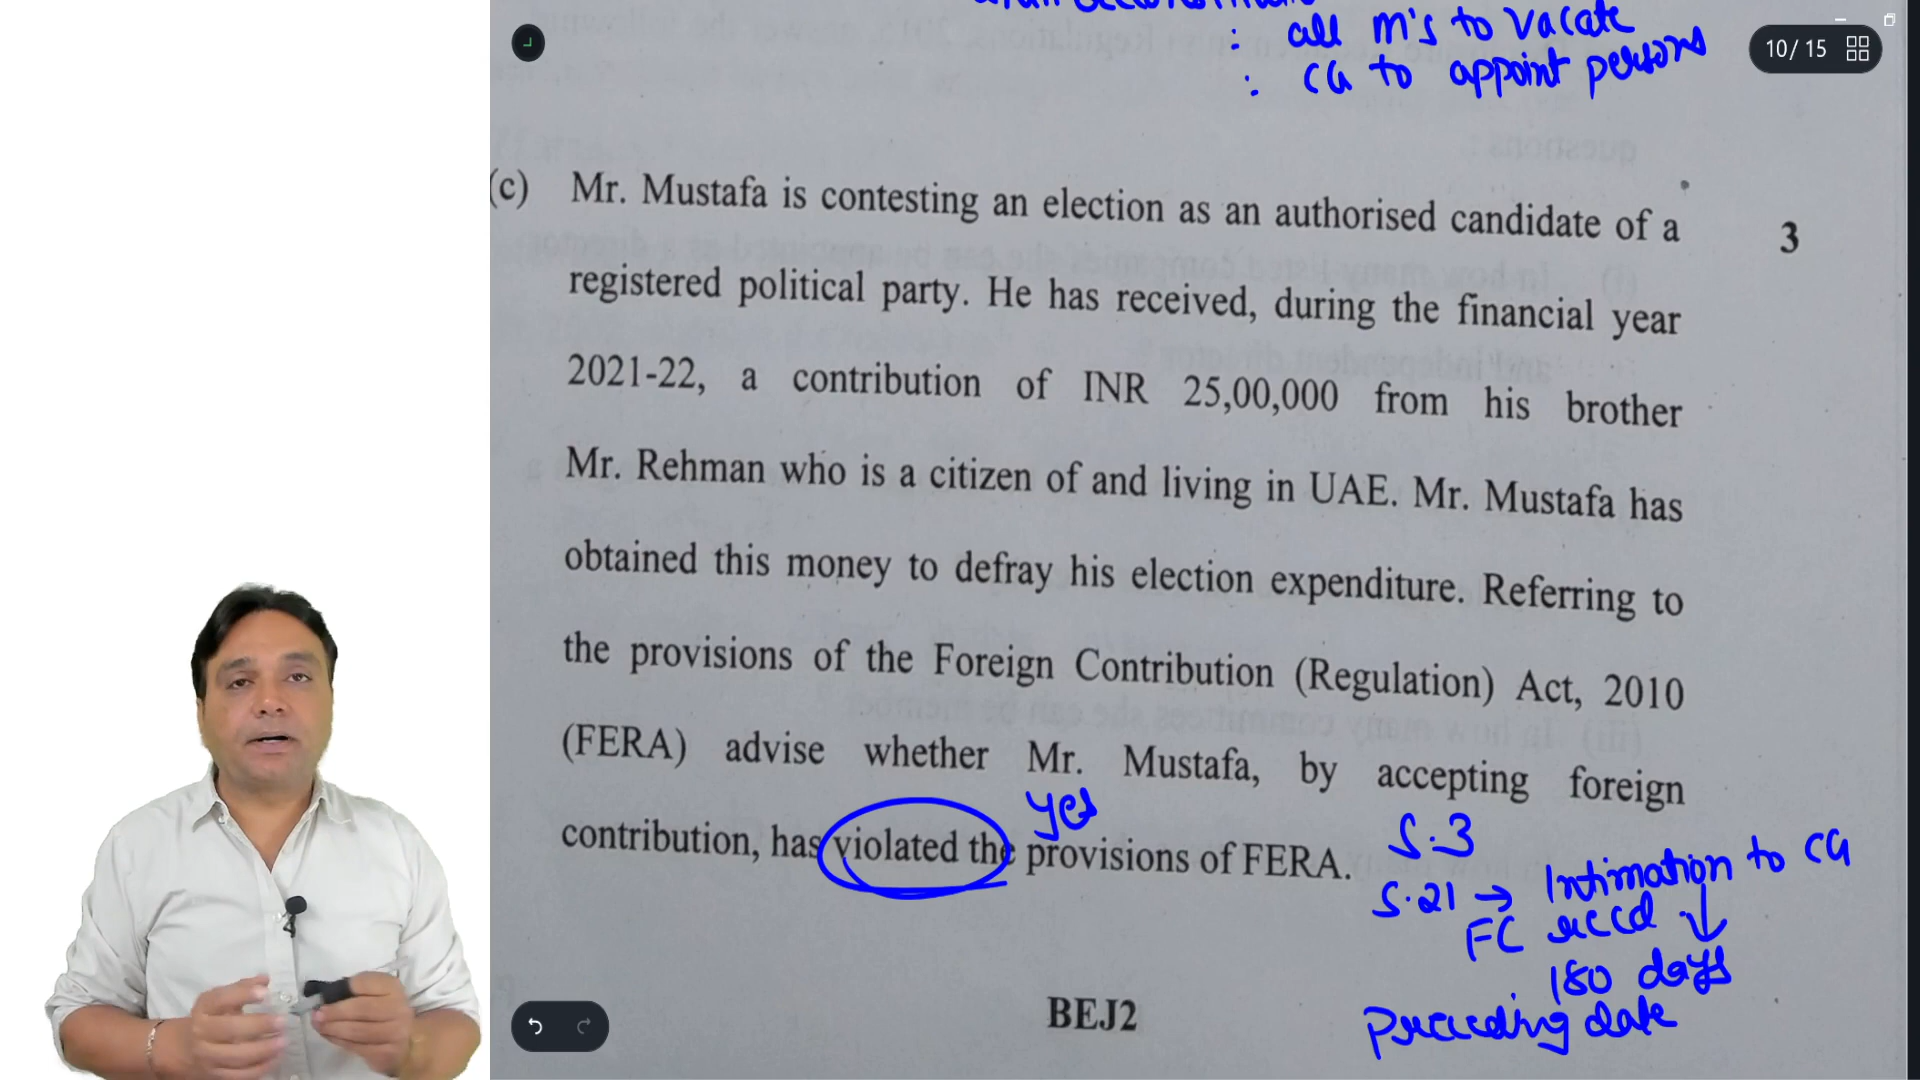 : all M's to vacate
: CG to appoint persons
10/ 15
(c) Mr. Mustafa is contesting an election as an authorised candidate of a 3
registered political party. He has received, during the financial year
2021-22, a contribution of INR 25,00,000 from his brother
Mr. Rehman who is a citizen of and living in UAE. Mr. Mustafa has
obtained this money to defray his election expenditure. Referring to
the provisions of the Foreign Contribution (Regulation) Act, 2010
(FERA) advise whether Mr. Mustafa, by accepting foreign
contribution, has violated the provisions of FERA.
yes
S.3
S.21 → Intimation to CG
FC recd
180 days
preceding date
BEJ2